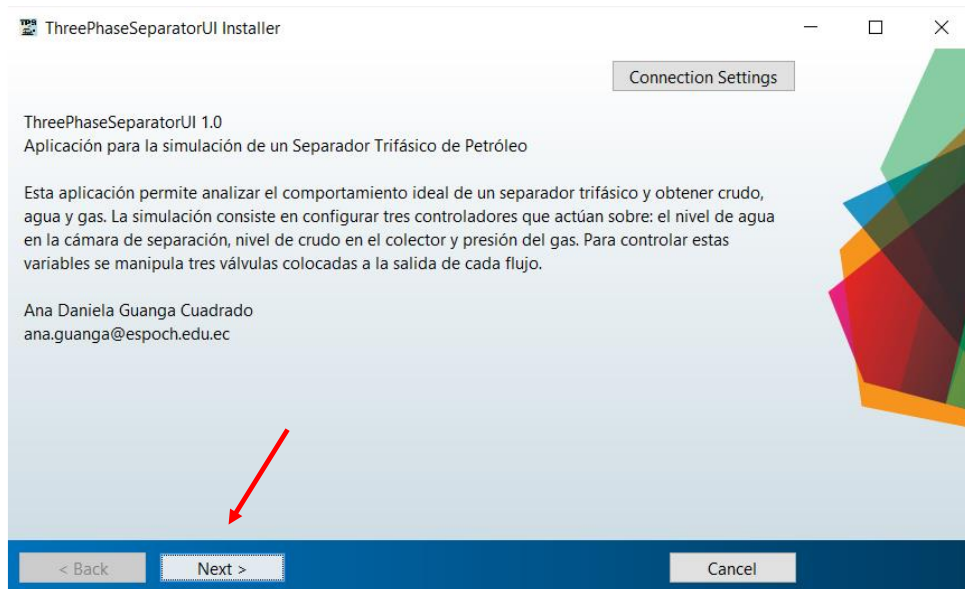 TPS ThreePhaseSeparatorUI Installer
Connection Settings
ThreePhaseSeparatorUI 1.0
Aplicación para la simulación de un Separador Trifásico de Petróleo
Esta aplicación permite analizar el comportamiento ideal de un separador trifásico y obtener crudo,
agua y gas. La simulación consiste en configurar tres controladores que actúan sobre: el nivel de agua
en la cámara de separación, nivel de crudo en el colector y presión del gas. Para controlar estas
variables se manipula tres válvulas colocadas a la salida de cada flujo.
Ana Daniela Guanga Cuadrado
ana.guanga@espoch.edu.ec
< Back Next > Cancel